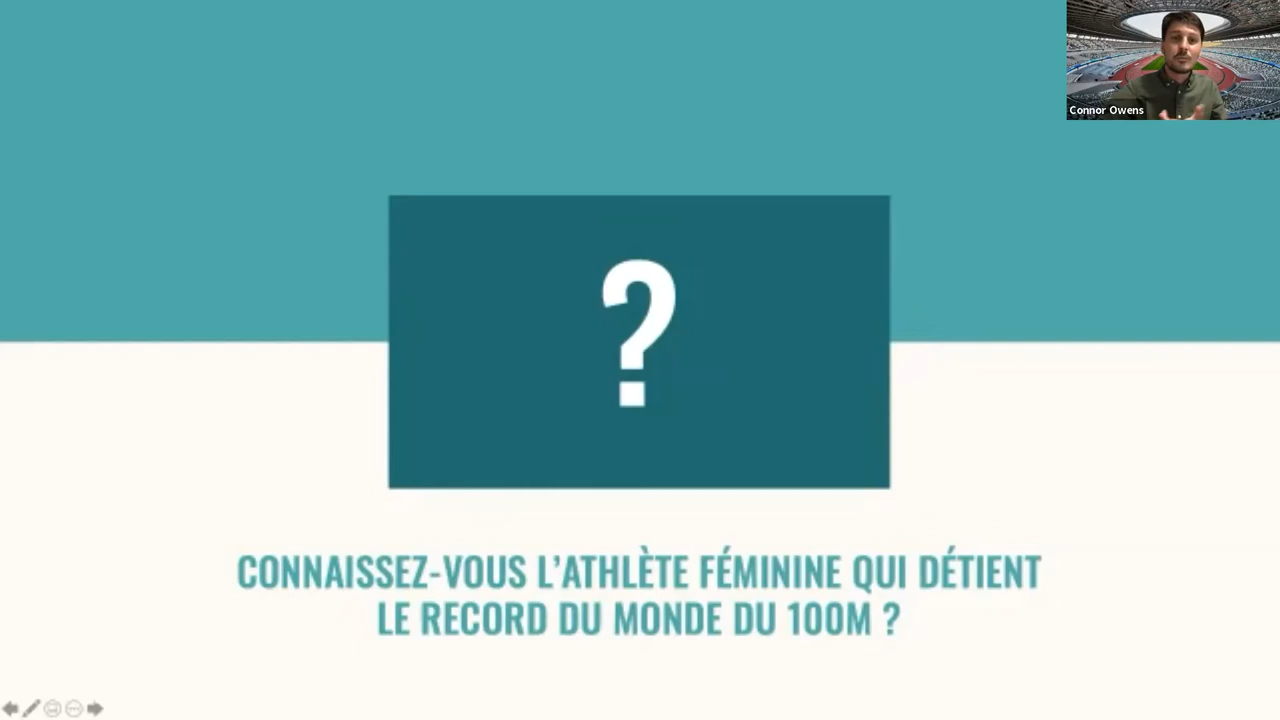 Connor Owens
?
CONNAISSEZ-VOUS L'ATHLÈTE FÉMININE QUI DÉTIENT
LE RECORD DU MONDE DU 100M ?